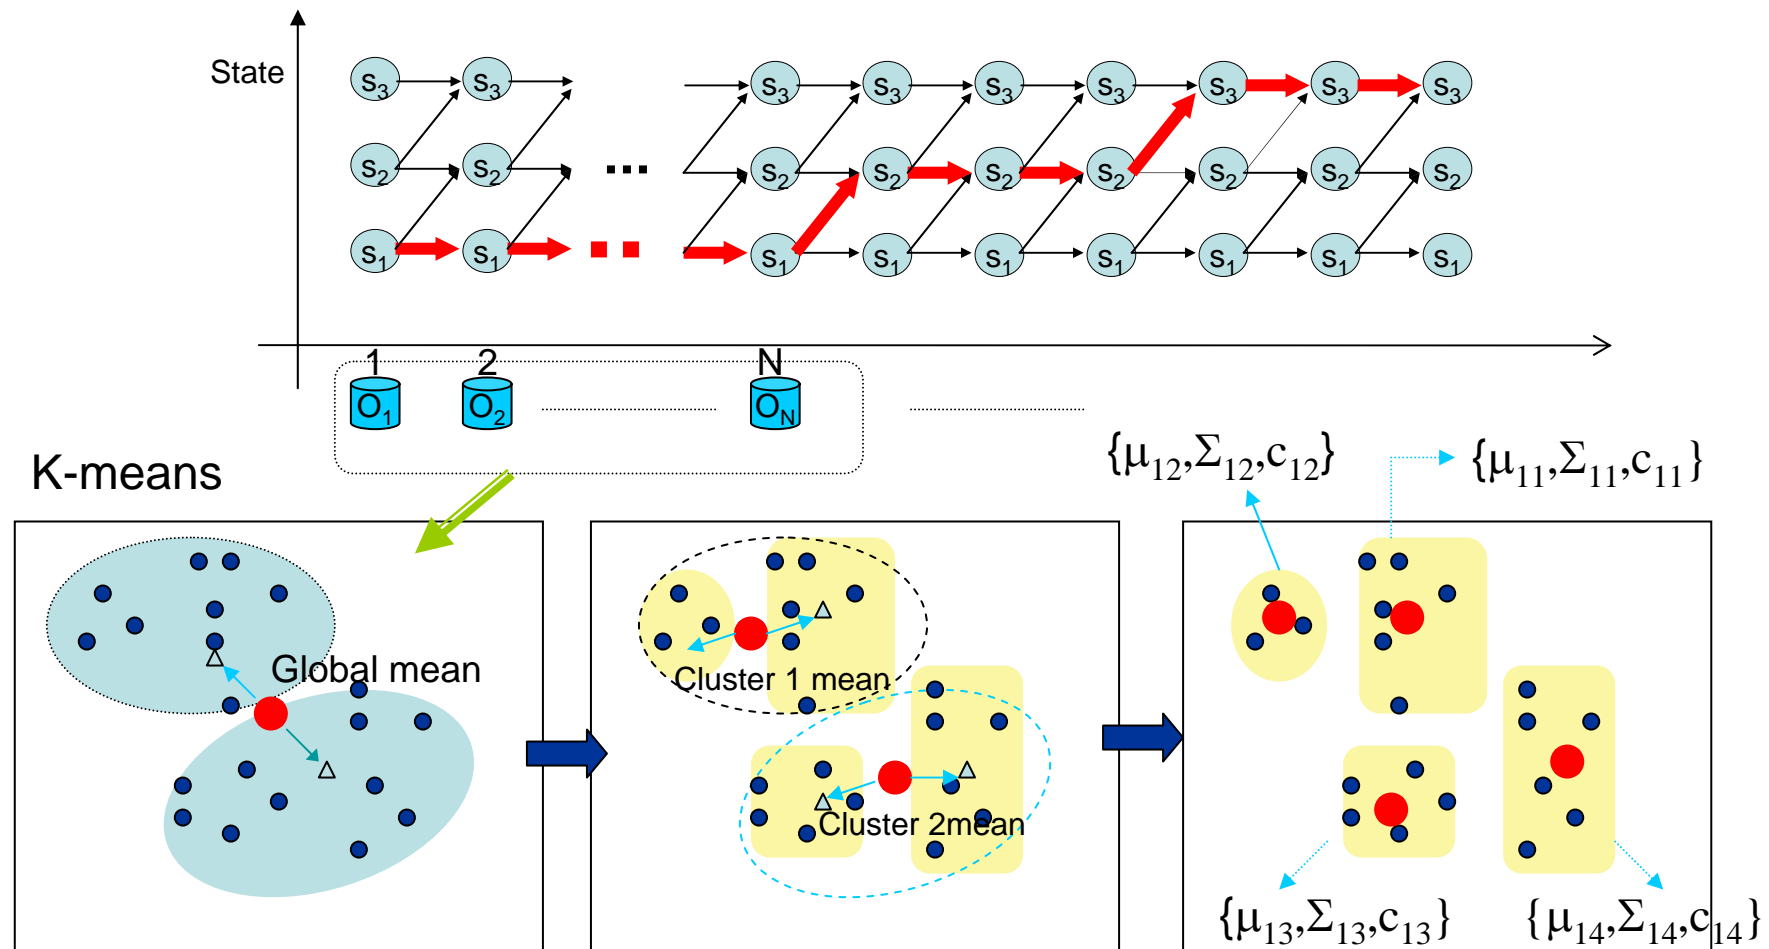 State
s3 s3 s3 s3 s3 s3 s3 s3 s3
s2 s2 ... s2 s2 s2 s2 s2 s2 s2
s1 s1 s1 s1 s1 s1 s1 s1 s1
1 2 N
O1 O2 ON
K-means
{μ12,Σ12,c12} {μ11,Σ11,c11}
Global mean
Cluster 1 mean
Cluster 2mean
{μ13,Σ13,c13} {μ14,Σ14,c14}